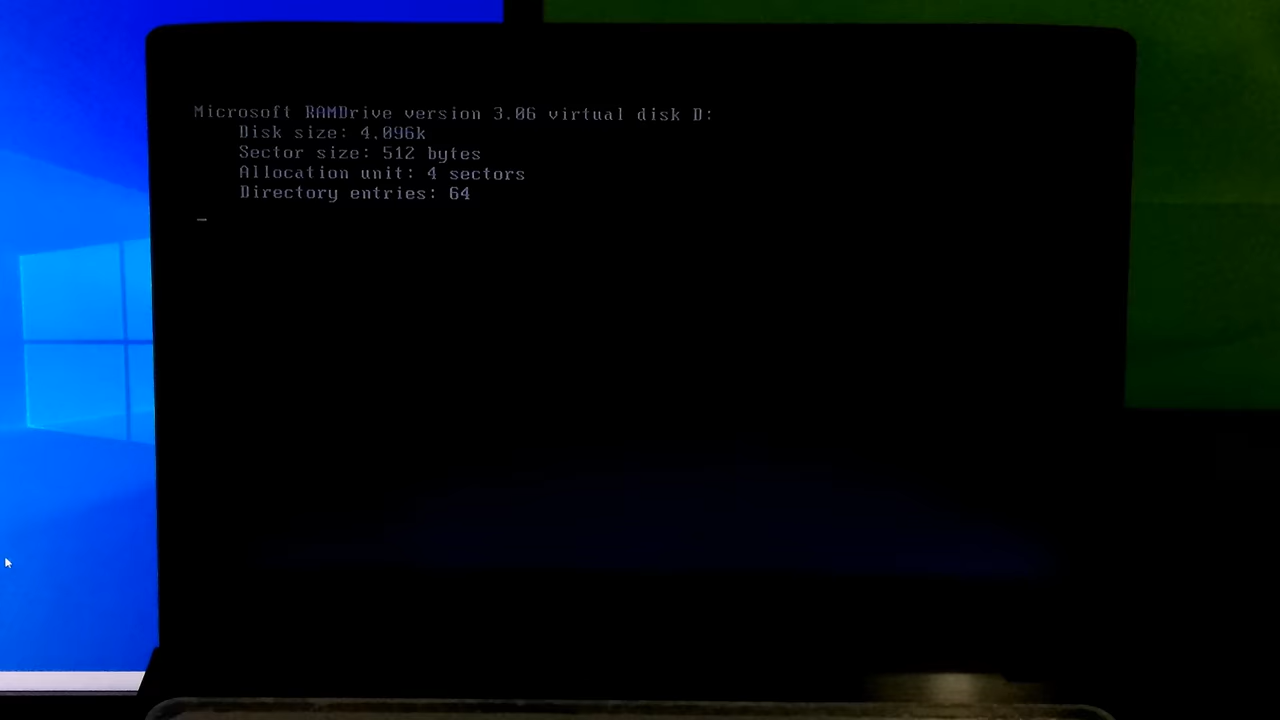 Microsoft RAMDrive version 3.06 virtual disk D:
Disk size: 4,096k
Sector size: 512 bytes
Allocation unit: 4 sectors
Directory entries: 64